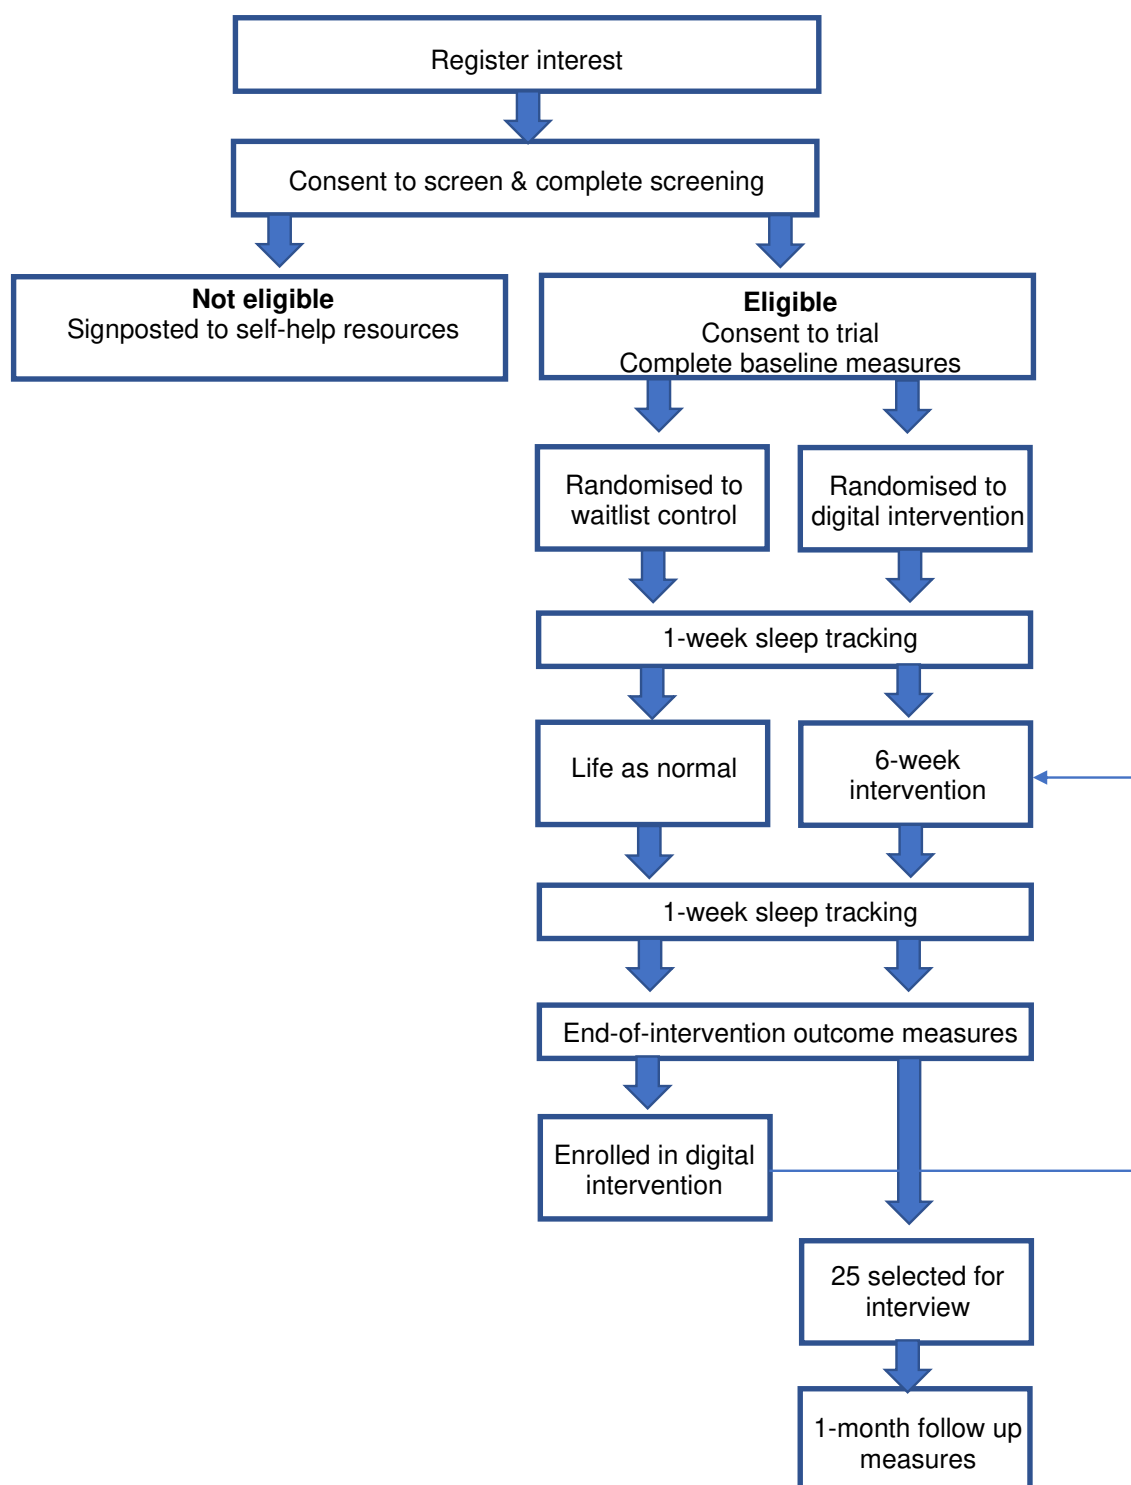 Register interest
Consent to screen & complete screening
Not eligible
Signposted to self-help resources
Eligible
Consent to trial
Complete baseline measures
Randomised to
waitlist control
Randomised to
digital intervention
1-week sleep tracking
Life as normal
6-week
intervention
1-week sleep tracking
End-of-intervention outcome measures
Enrolled in digital
intervention
25 selected for
interview
1-month follow up
measures